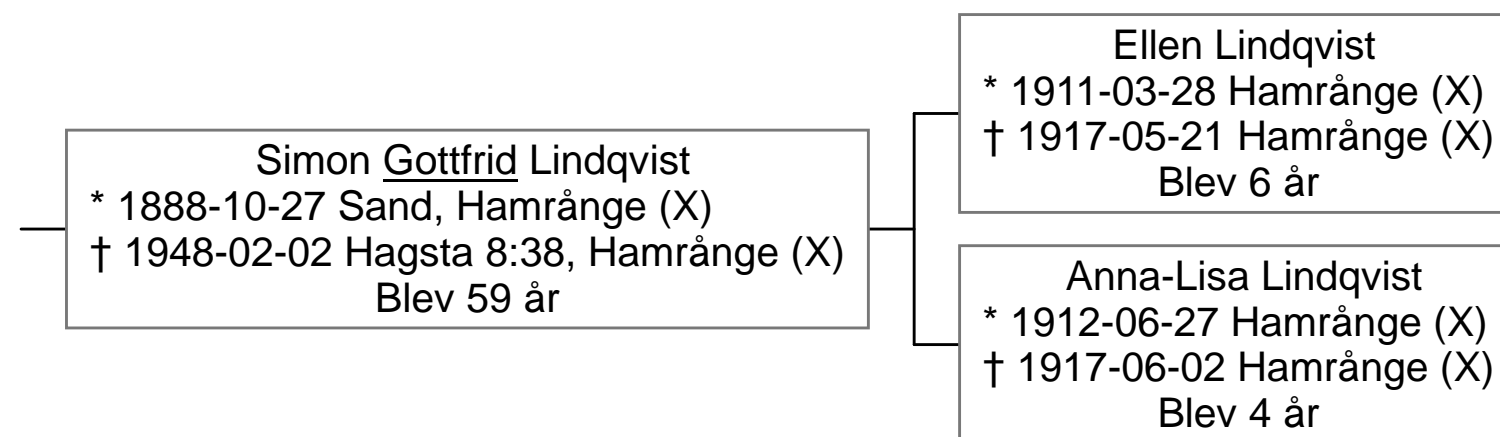 Simon Gottfrid Lindqvist
* 1888-10-27 Sand, Hamrånge (X)
† 1948-02-02 Hagsta 8:38, Hamrånge (X)
Blev 59 år
Ellen Lindqvist
* 1911-03-28 Hamrånge (X)
† 1917-05-21 Hamrånge (X)
Blev 6 år
Anna-Lisa Lindqvist
* 1912-06-27 Hamrånge (X)
† 1917-06-02 Hamrånge (X)
Blev 4 år